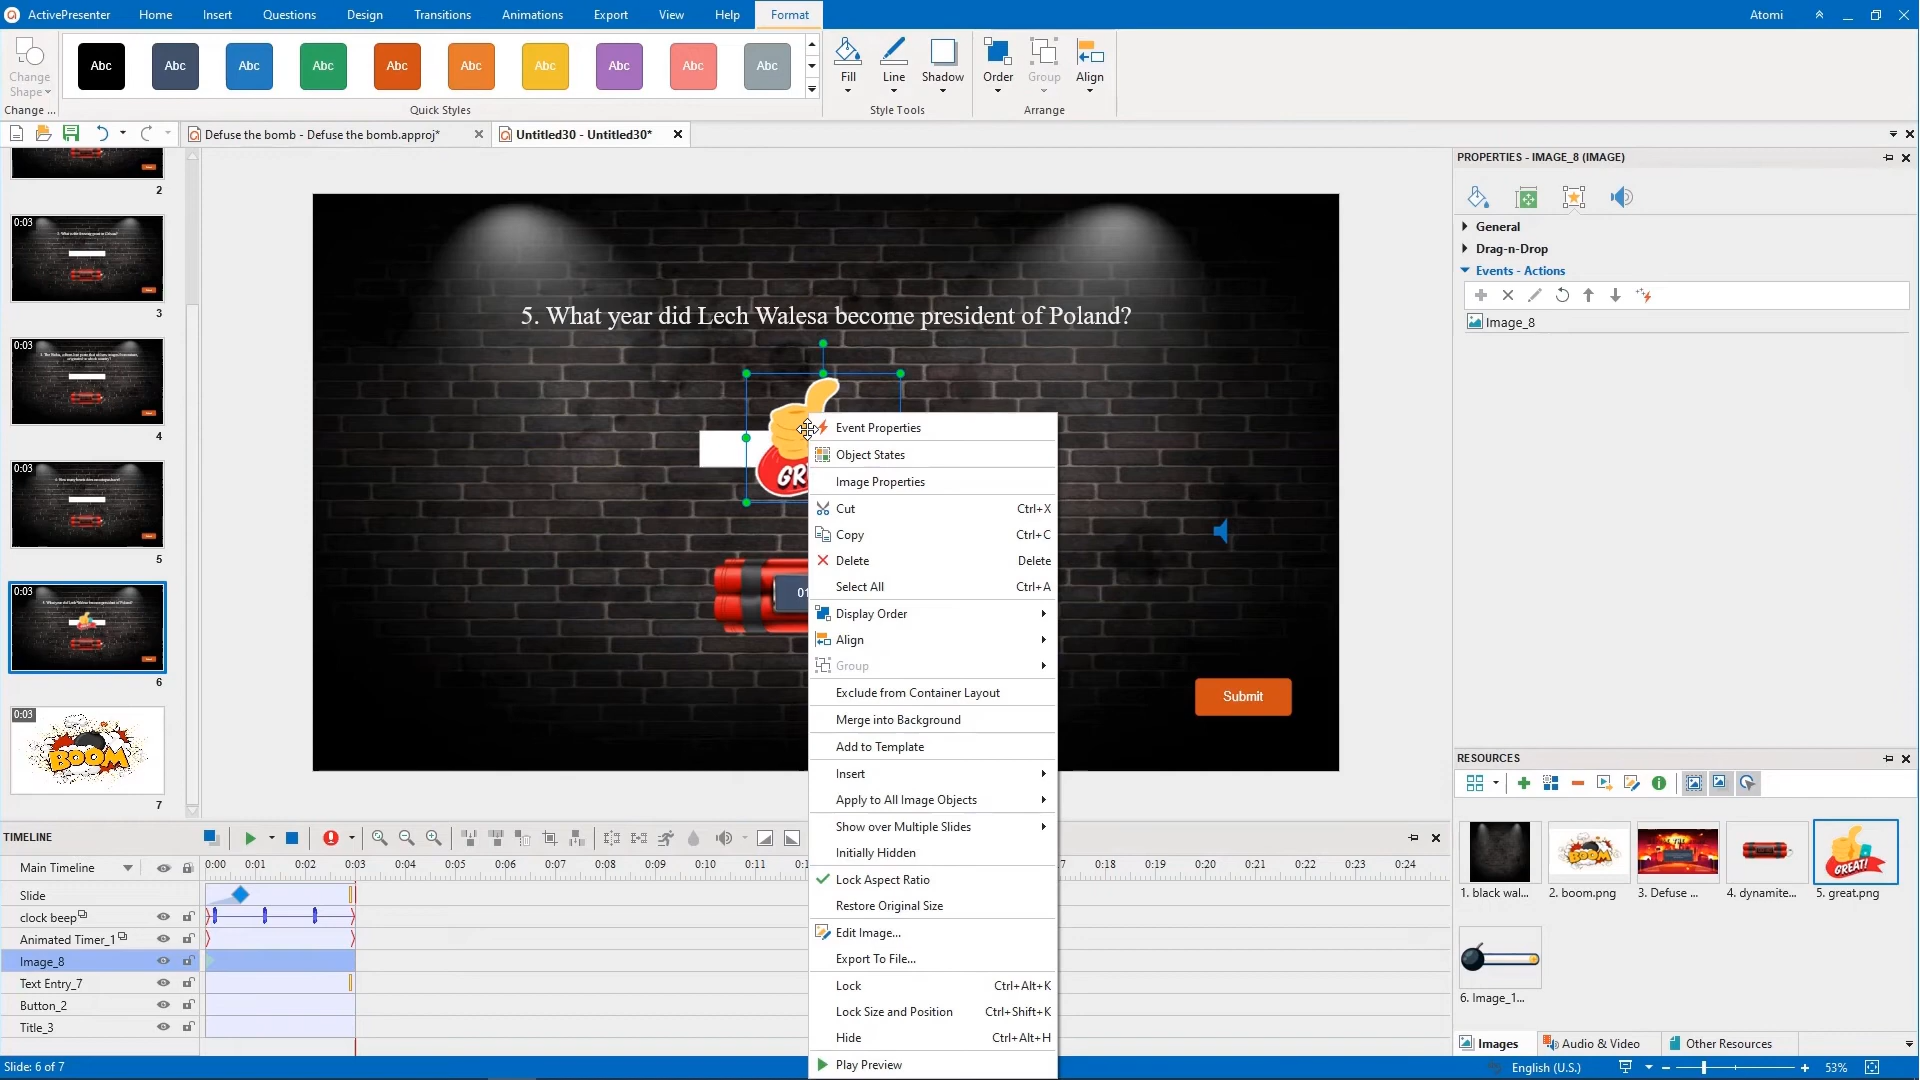 ActivePresenter
Home
Insert
Questions
Design
Transitions
Animations
Export
View
Help
Format
Atomi
Change
Shape
Change ...
Abc
Abc
Abc
Abc
Abc
Abc
Abc
Abc
Abc
Abc
Quick Styles
Fill
Line
Shadow
Style Tools
Order
Group
Align
Arrange
Defuse the bomb - Defuse the bomb.approj*
Untitled30 - Untitled30*
2
0:03
3
0:03
4
0:03
5
0:03
6
0:03
BOOM
7
5. What year did Lech Walesa become president of Poland?
GR
01
Submit
Event Properties
Object States
Image Properties
Cut Ctrl+X
Copy Ctrl+C
Delete Delete
Select All Ctrl+A
Display Order
Align
Group
Exclude from Container Layout
Merge into Background
Add to Template
Insert
Apply to All Image Objects
Show over Multiple Slides
Initially Hidden
Lock Aspect Ratio
Restore Original Size
Edit Image...
Export To File...
Lock Ctrl+Alt+K
Lock Size and Position Ctrl+Shift+K
Hide Ctrl+Alt+H
Play Preview
PROPERTIES - IMAGE_8 (IMAGE)
General
Drag-n-Drop
Events - Actions
Image_8
RESOURCES
1. black wal...
2. boom.png
3. Defuse ...
4. dynamite...
GREAT!
5. great.png
6. Image_1...
Images
Audio & Video
Other Resources
TIMELINE
Main Timeline
0:00 0:01 0:02 0:03 0:04 0:05 0:06 0:07 0:08 0:09 0:10 0:11 0:1 7 0:18 0:19 0:20 0:21 0:22 0:23 0:24
Slide
clock beep
Animated Timer_1
Image_8
Text Entry_7
Button_2
Title_3
Slide: 6 of 7
English (U.S.)
53%